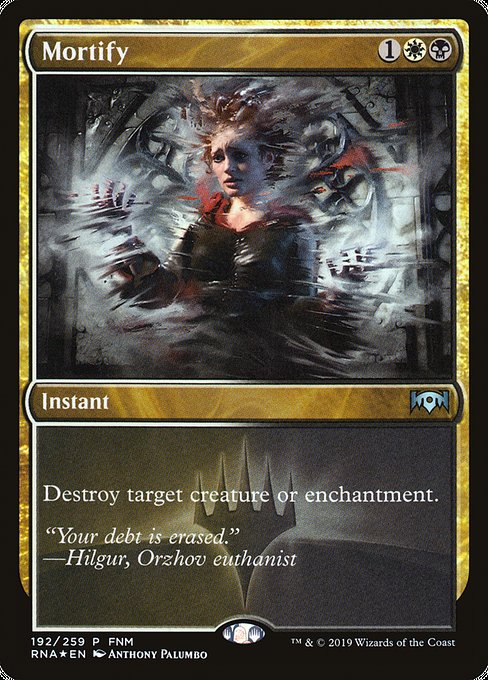 Mortify 1
Instant
Destroy target creature or enchantment.
“Your debt is erased.”
—Hilgur, Orzhov euthanist
192/259 P FNM
RNA★EN Anthony Palumbo
™ & © 2019 Wizards of the Coast